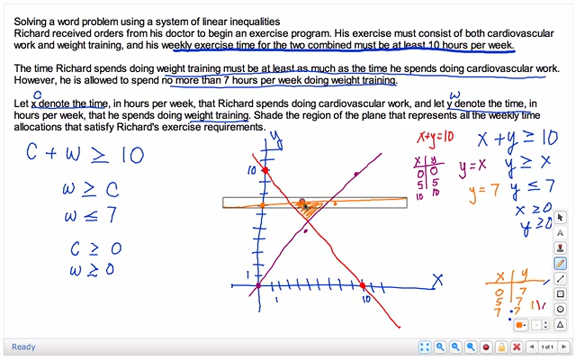 Solving a word problem using a system of linear inequalities
Richard received orders from his doctor to begin an exercise program. His exercise must consist of both cardiovascular
work and weight training, and his weekly exercise time for the two combined must be at least 10 hours per week.
The time Richard spends doing weight training must be at least as much as the time he spends doing cardiovascular work.
However, he is allowed to spend no more than 7 hours per week doing weight training.
C
W
Let x denote the time, in hours per week, that Richard spends doing cardiovascular work, and let y denote the time, in
hours per week, that he spends doing weight training. Shade the region of the plane that represents all the weekly time
allocations that satisfy Richard's exercise requirements.
C + W ≥ 10
W ≥ C
W ≤ 7
C ≥ 0
W ≥ 0
y
10
1
1
10
X
x+y=10
x y
0 0
5 5
10 10
y=x
y=7
x+y ≥ 10
y ≥ x
y ≤ 7
x ≥ 0
y ≥ 0
x y
0 7
5 7
7 7
Ready
1 of 1